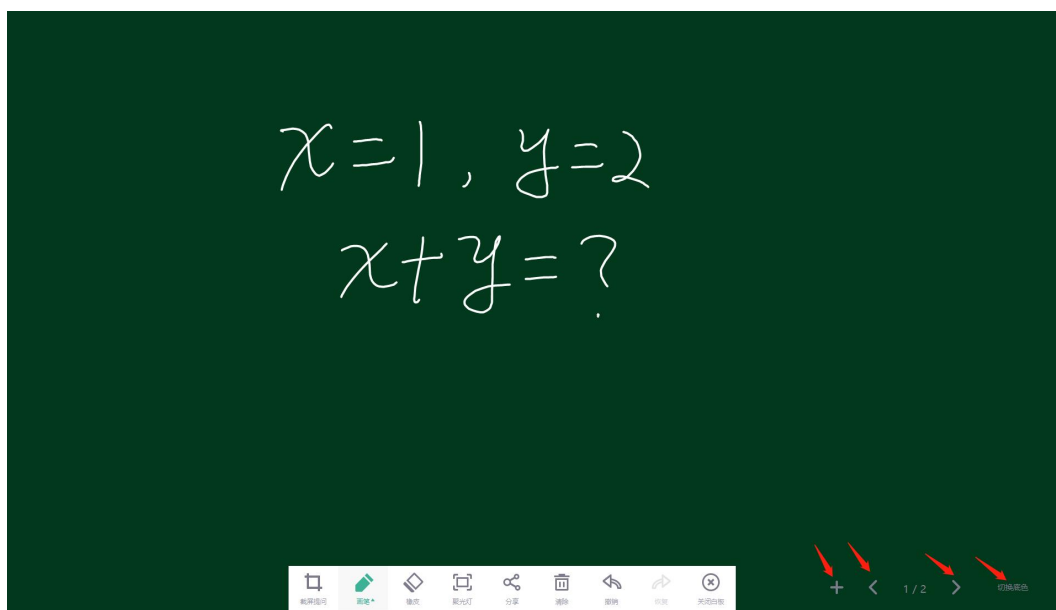 x=1, y=2
x+y=?
截屏提问 画笔 橡皮 聚光灯 分享 清除 撤销 恢复 关闭白板
1 / 2 切换底色